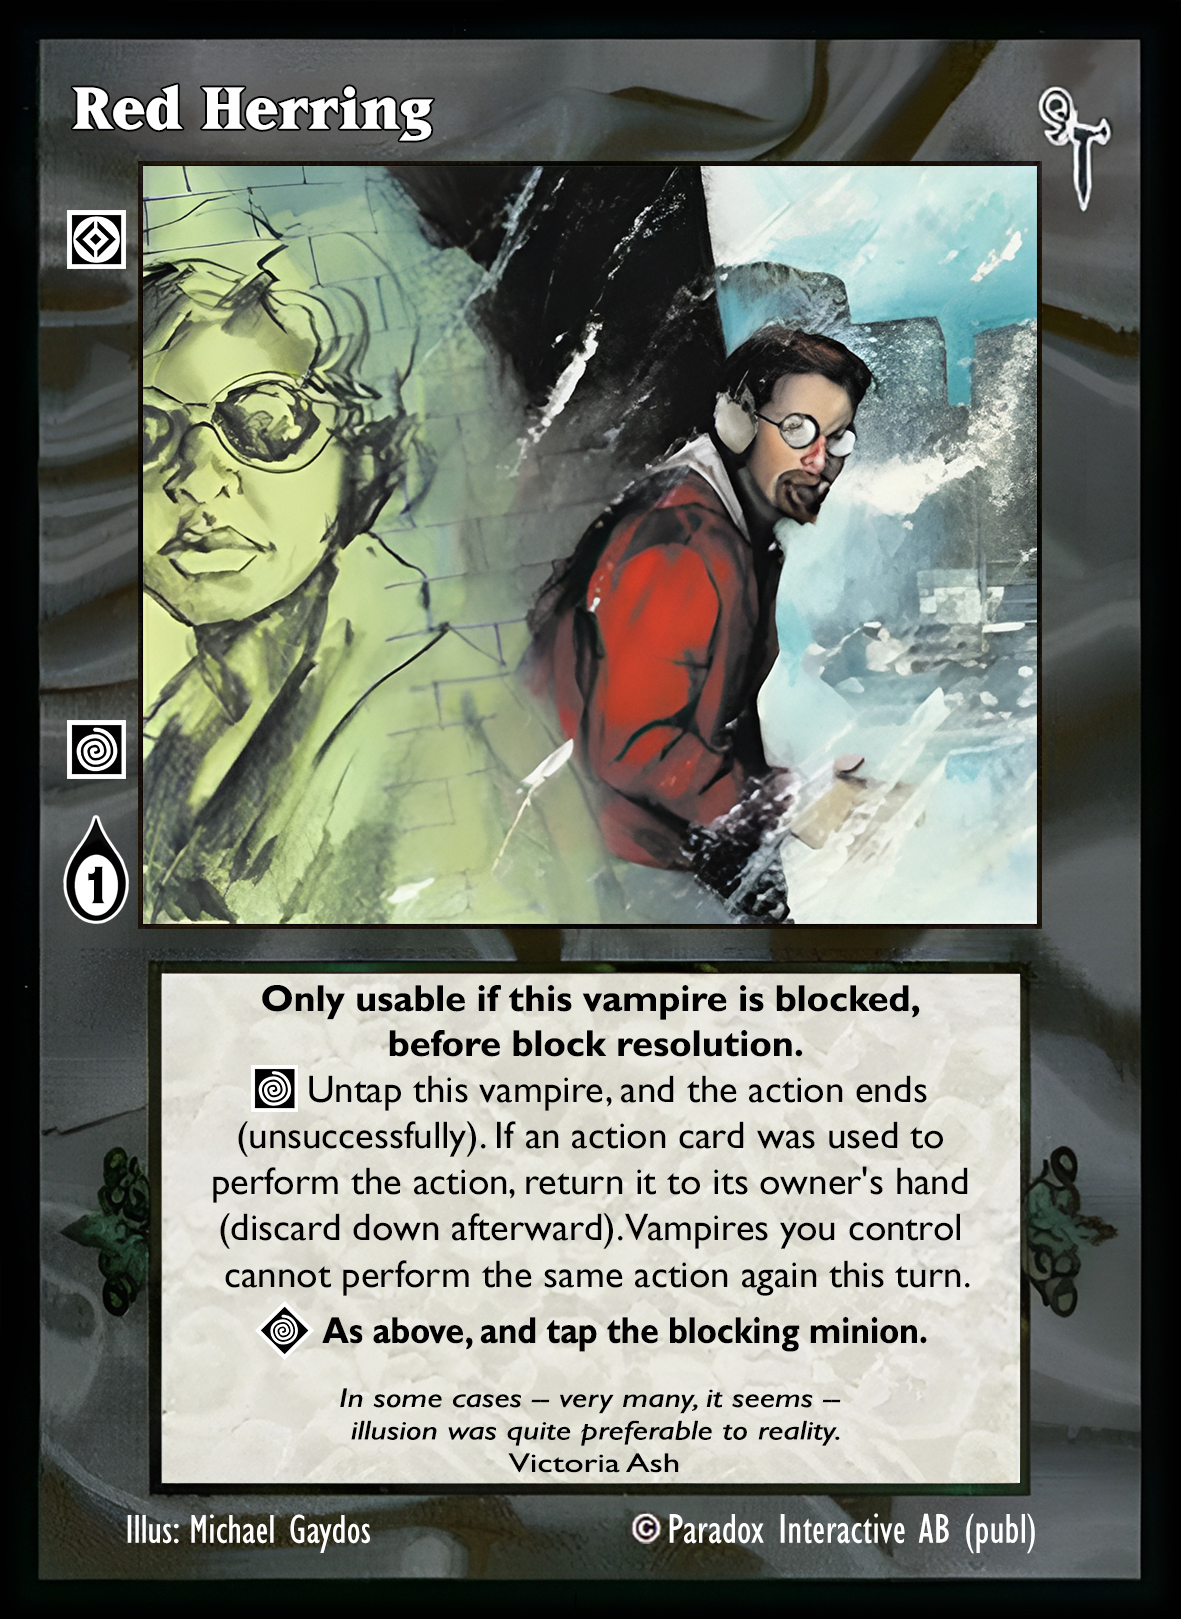 Red Herring
1
Only usable if this vampire is blocked,
before block resolution.
Untap this vampire, and the action ends
(unsuccessfully). If an action card was used to
perform the action, return it to its owner's hand
(discard down afterward). Vampires you control
cannot perform the same action again this turn.
As above, and tap the blocking minion.
In some cases -- very many, it seems --
illusion was quite preferable to reality.
Victoria Ash
Illus: Michael Gaydos
© Paradox Interactive AB (publ)